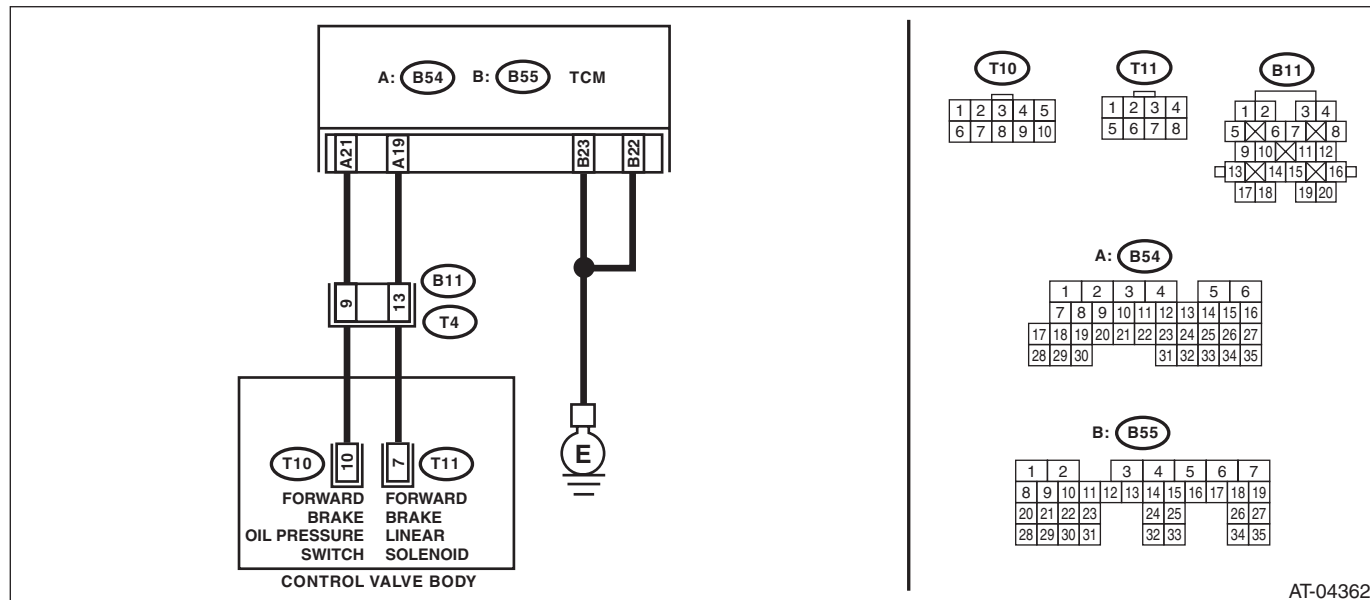 A: B54 B: B55 TCM
A21 A19 B23 B22
9 13
B11
T4
E
T10 10 7 T11
FORWARD FORWARD
BRAKE BRAKE
OIL PRESSURE LINEAR
SWITCH SOLENOID
CONTROL VALVE BODY
T10
1 2 3 4 5
6 7 8 9 10
T11
1 2 3 4
5 6 7 8
B11
1 2 3 4
5 6 7 8
9 10 11 12
13 14 15 16
17 18 19 20
A: B54
1 2 3 4 5 6
7 8 9 10 11 12 13 14 15 16
17 18 19 20 21 22 23 24 25 26 27
28 29 30 31 32 33 34 35
B: B55
1 2 3 4 5 6 7
8 9 10 11 12 13 14 15 16 17 18 19
20 21 22 23 24 25 26 27
28 29 30 31 32 33 34 35
AT-04362